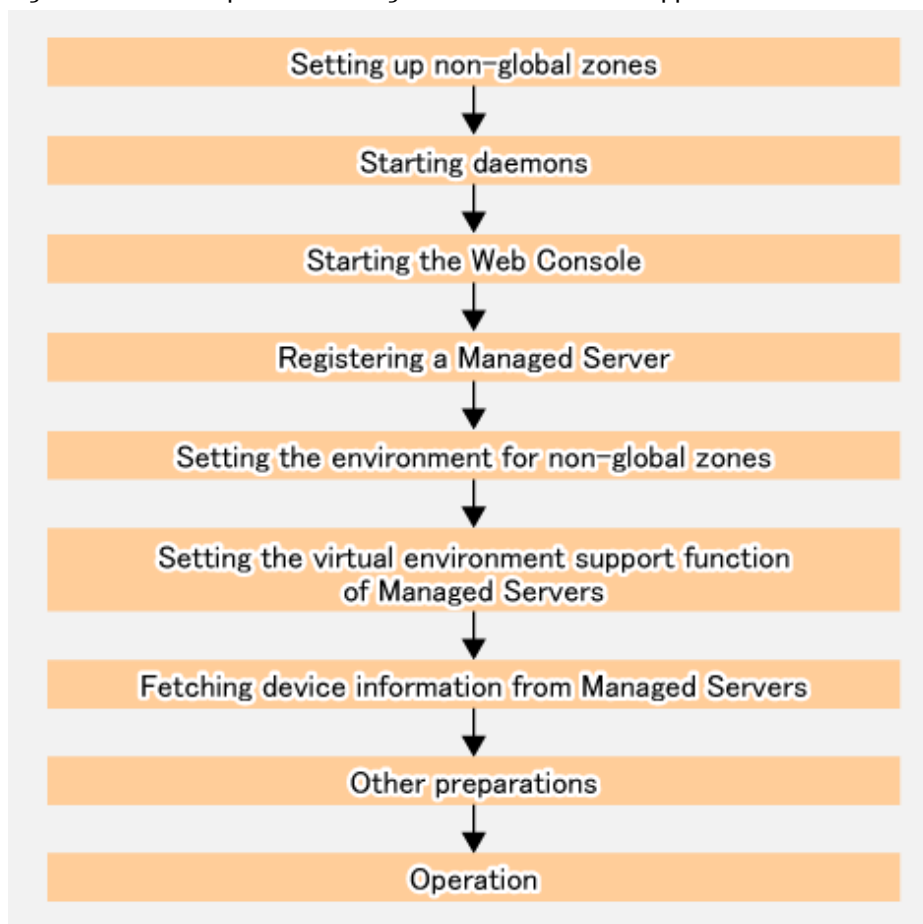 Setting up non-global zones
Starting daemons
Starting the Web Console
Registering a Managed Server
Setting the environment for non-global zones
Setting the virtual environment support function
of Managed Servers
Fetching device information from Managed Servers
Other preparations
Operation